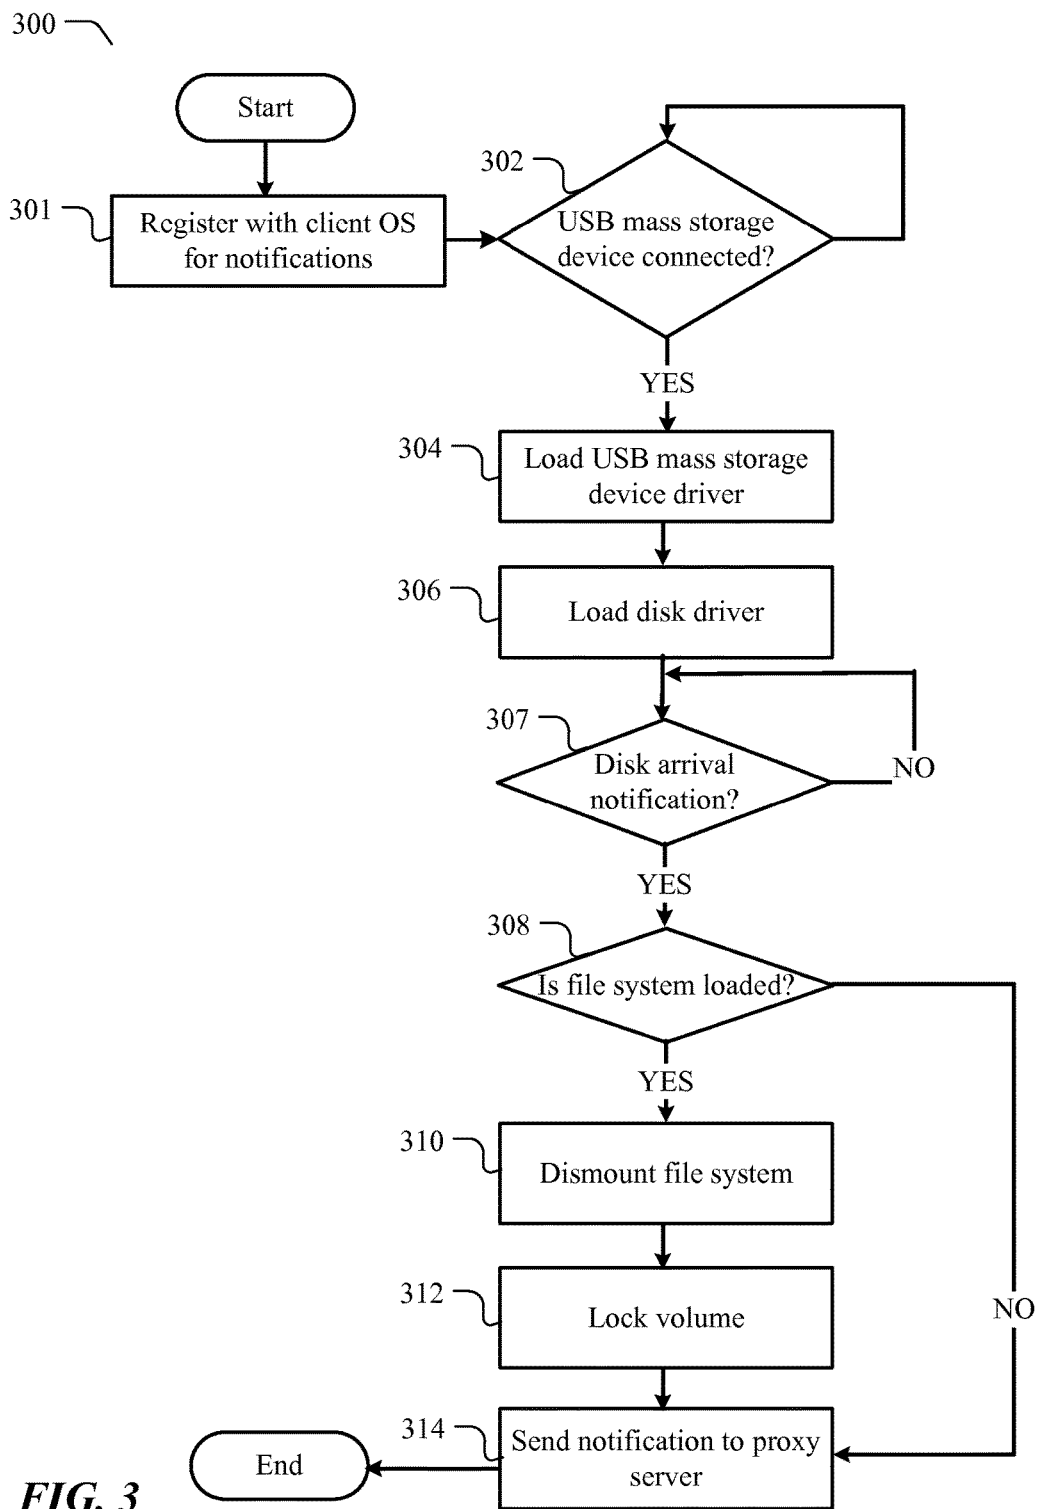 300
Start
301
Register with client OS
for notifications
302
USB mass storage
device connected?
YES
304
Load USB mass storage
device driver
306
Load disk driver
307
Disk arrival
notification?
NO
YES
308
Is file system loaded?
YES
310
Dismount file system
312
Lock volume
NO
314
Send notification to proxy
server
End
FIG. 3